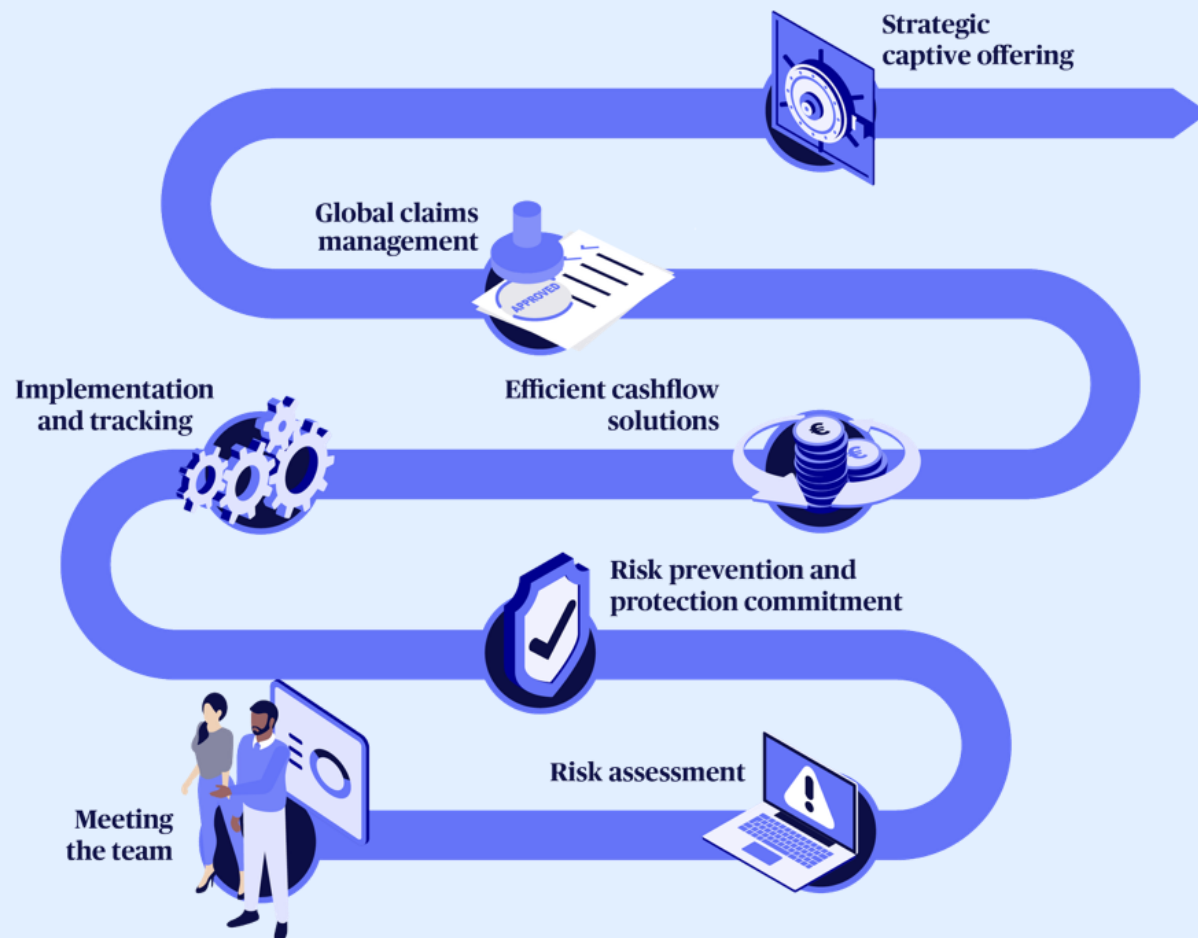 Strategic
captive offering
Global claims
management
APPROVED
Implementation
and tracking
Efficient cashflow
solutions
€
€
Risk prevention and
protection commitment
Risk assessment
!
Meeting
the team